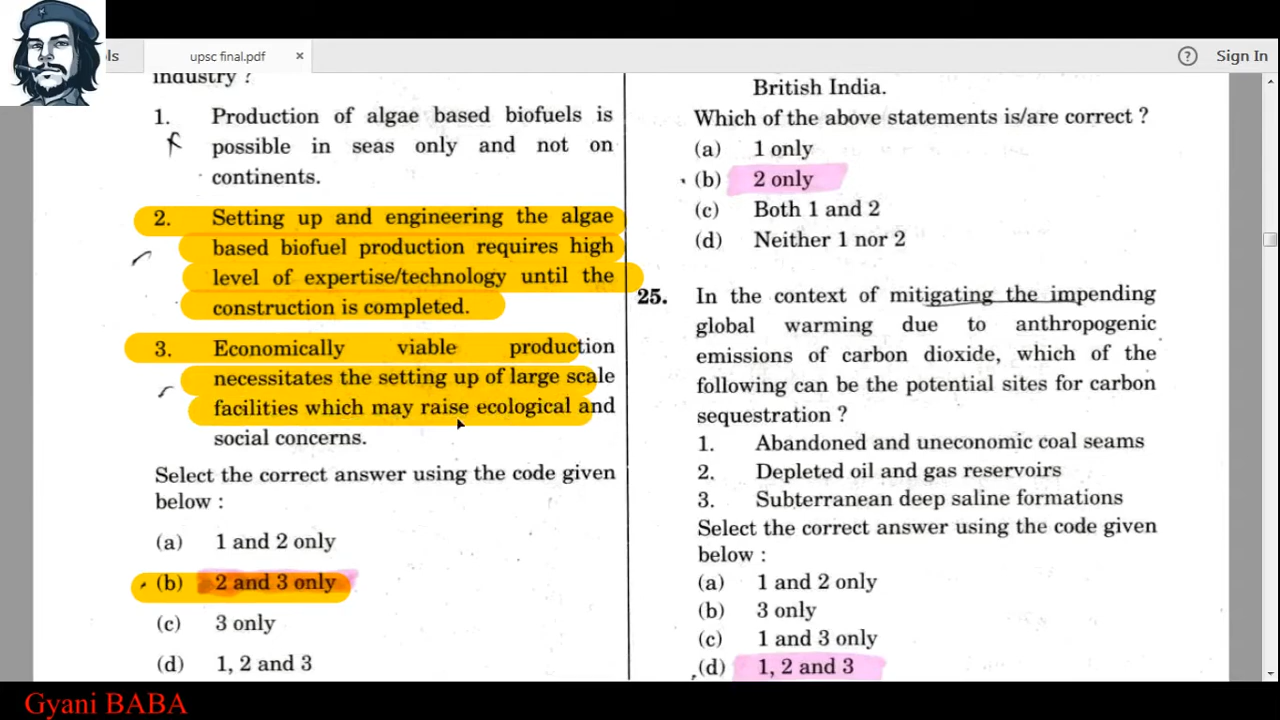 ls
upsc final.pdf
×
?
Sign In
industry ?
1. Production of algae based biofuels is
possible in seas only and not on
continents.
2. Setting up and engineering the algae
based biofuel production requires high
level of expertise/technology until the
construction is completed.
3. Economically viable production
necessitates the setting up of large scale
facilities which may raise ecological and
social concerns.
Select the correct answer using the code given
below :
(a) 1 and 2 only
(b) 2 and 3 only
(c) 3 only
(d) 1, 2 and 3
British India.
Which of the above statements is/are correct ?
(a) 1 only
(b) 2 only
(c) Both 1 and 2
(d) Neither 1 nor 2
25. In the context of mitigating the impending
global warming due to anthropogenic
emissions of carbon dioxide, which of the
following can be the potential sites for carbon
sequestration ?
1. Abandoned and uneconomic coal seams
2. Depleted oil and gas reservoirs
3. Subterranean deep saline formations
Select the correct answer using the code given
below :
(a) 1 and 2 only
(b) 3 only
(c) 1 and 3 only
(d) 1, 2 and 3
Gyani BABA